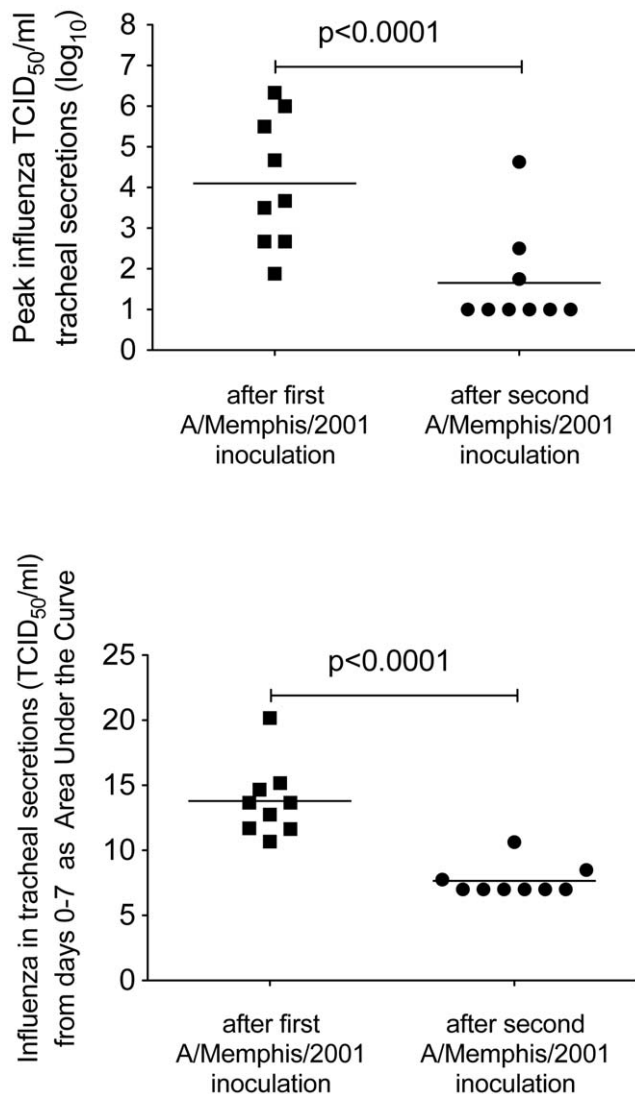 Peak influenza TCID50/ml
tracheal secretions (log10)
8
7
6
5
4
3
2
1
0
p<0.0001
after first
A/Memphis/2001
inoculation
after second
A/Memphis/2001
inoculation
Influenza in tracheal secretions (TCID50/ml)
from days 0-7 as Area Under the Curve
25
20
15
10
5
0
p<0.0001
after first
A/Memphis/2001
inoculation
after second
A/Memphis/2001
inoculation